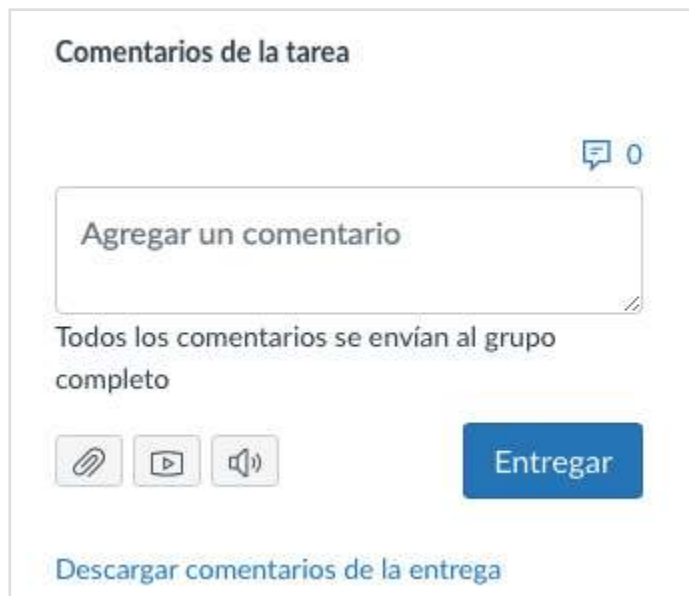 Comentarios de la tarea
0
Agregar un comentario
Todos los comentarios se envían al grupo
completo
Entregar
Descargar comentarios de la entrega